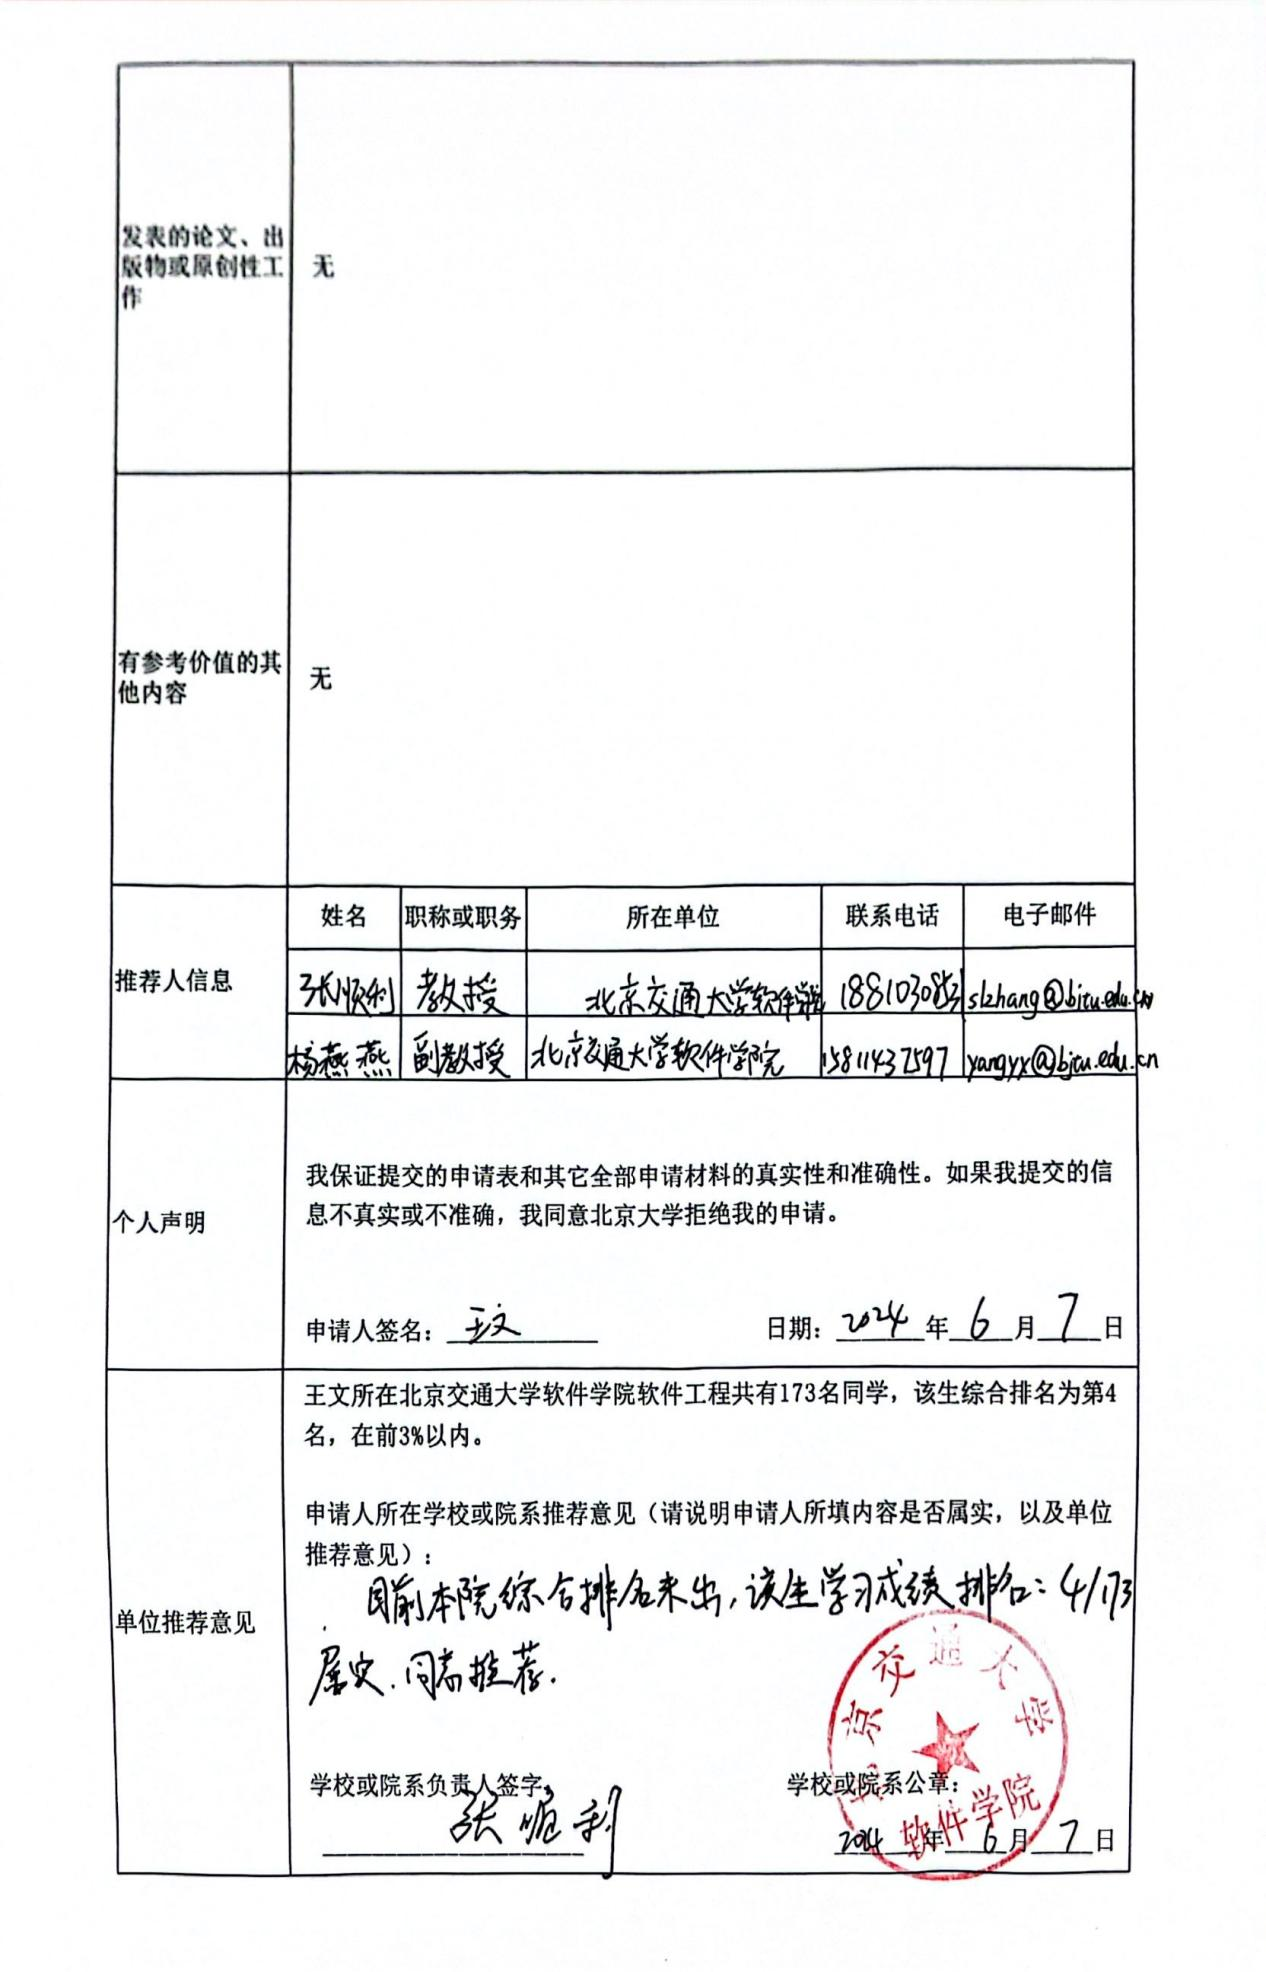 发表的论文、出
版物或原创性工
作
无
有参考价值的其
他内容
无
推荐人信息
姓名 职称或职务 所在单位 联系电话 电子邮件
张顺利 教授 北京交通大学软件学院 slzhang@bjtu.edu.cn
杨燕燕 副教授 北京交通大学软件学院 15811437597 yangyx@bjtu.edu.cn
个人声明
我保证提交的申请表和其它全部申请材料的真实性和准确性。如果我提交的信
息不真实或不准确，我同意北京大学拒绝我的申请。
申请人签名：王文 日期：2024年6月7日
单位推荐意见
王文所在北京交通大学软件学院软件工程共有173名同学，该生综合排名为第4
名，在前3%以内。
申请人所在学校或院系推荐意见（请说明申请人所填内容是否属实，以及单位
推荐意见）：
目前本院综合排名未出，该生学习成绩排名：4/173
属实.同意推荐.
学校或院系负责人签字： 学校或院系公章：
张顺利
2024年6月7日
北京交通大学
软件学院